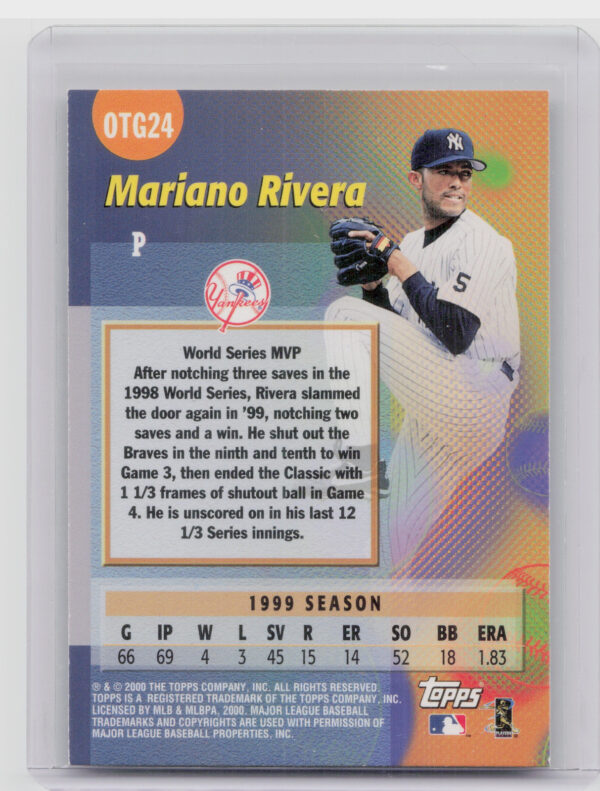 OTG24
Mariano Rivera
P
NY
5
Yankees
World Series MVP
After notching three saves in the
1998 World Series, Rivera slammed
the door again in '99, notching two
saves and a win. He shut out the
Braves in the ninth and tenth to win
Game 3, then ended the Classic with
1 1/3 frames of shutout ball in Game
4. He is unscored on in his last 12
1/3 Series innings.
1999 SEASON
G IP W L SV R ER SO BB ERA
66 69 4 3 45 15 14 52 18 1.83
® & © 2000 THE TOPPS COMPANY, INC. ALL RIGHTS RESERVED.
TOPPS IS A REGISTERED TRADEMARK OF THE TOPPS COMPANY, INC.
LICENSED BY MLB & MLBPA, 2000. MAJOR LEAGUE BASEBALL
TRADEMARKS AND COPYRIGHTS ARE USED WITH PERMISSION OF
MAJOR LEAGUE BASEBALL PROPERTIES, INC.
TOPPS